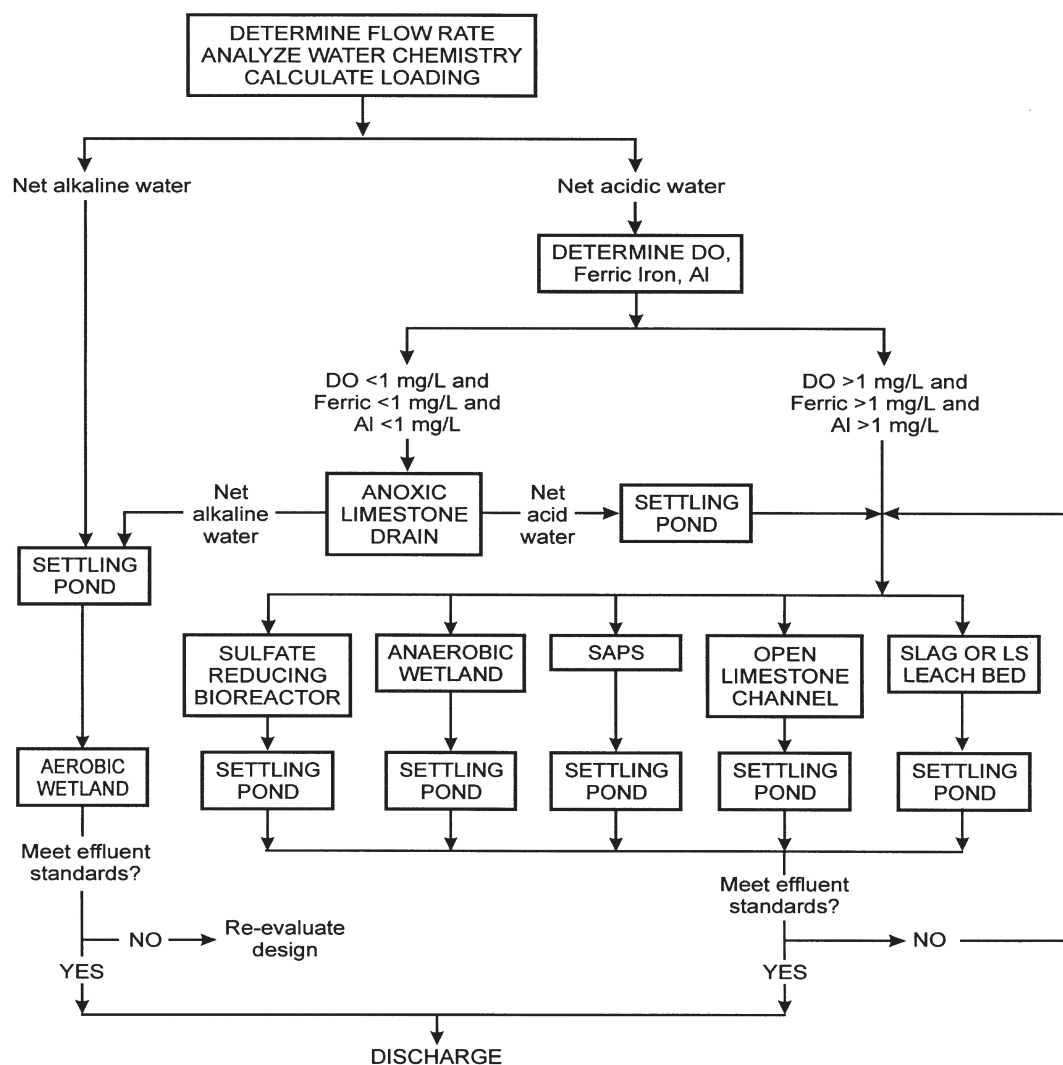 DETERMINE FLOW RATE
ANALYZE WATER CHEMISTRY
CALCULATE LOADING
Net alkaline water
Net acidic water
DETERMINE DO,
Ferric Iron, Al
DO <1 mg/L and
Ferric <1 mg/L and
Al <1 mg/L
DO >1 mg/L and
Ferric >1 mg/L and
Al >1 mg/L
Net
alkaline
water
ANOXIC
LIMESTONE
DRAIN
Net
acid
water
SETTLING
POND
SETTLING
POND
SULFATE
REDUCING
BIOREACTOR
ANAEROBIC
WETLAND
SAPS
OPEN
LIMESTONE
CHANNEL
SLAG OR LS
LEACH BED
AEROBIC
WETLAND
SETTLING
POND
SETTLING
POND
SETTLING
POND
SETTLING
POND
SETTLING
POND
Meet effluent
standards?
Meet effluent
standards?
NO
Re-evaluate
design
NO
YES
YES
DISCHARGE